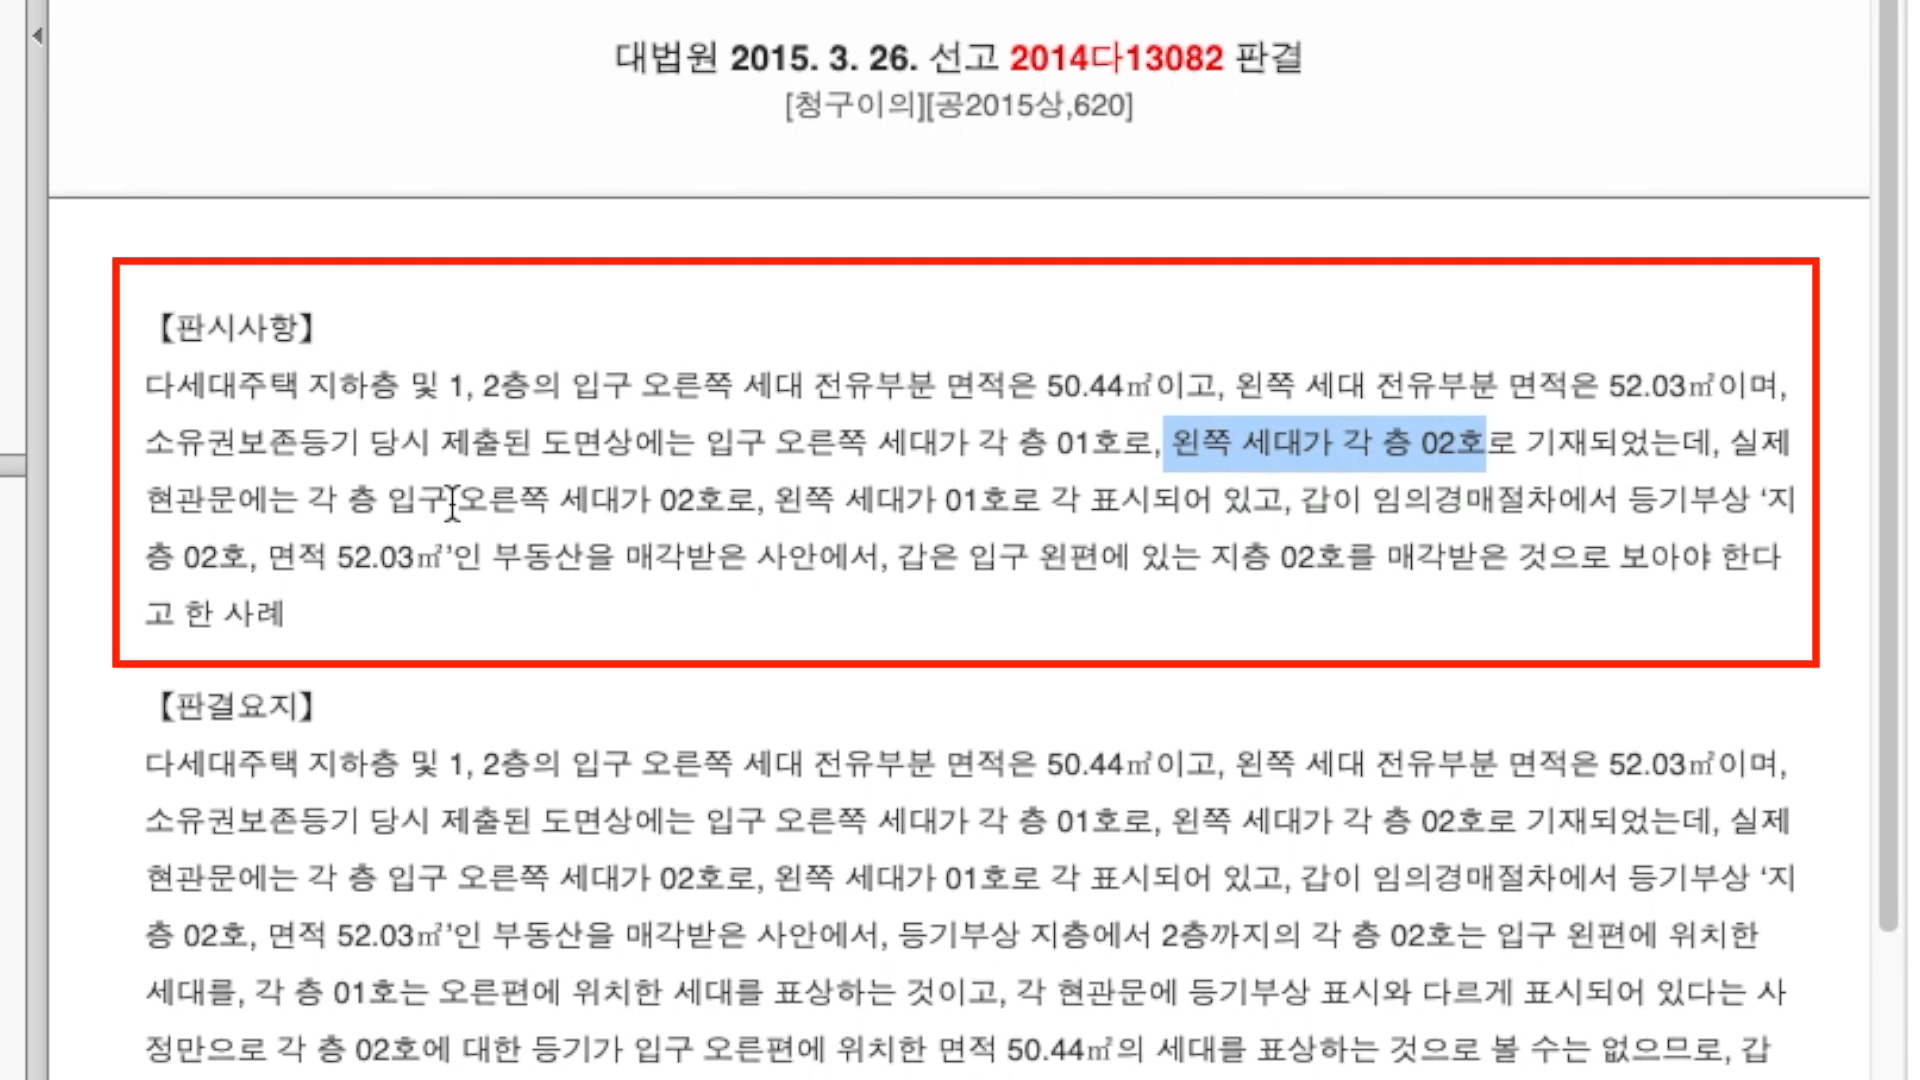 대법원 2015. 3. 26. 선고 2014다13082 판결
[청구이의][공2015상,620]
【판시사항】
다세대주택 지하층 및 1, 2층의 입구 오른쪽 세대 전유부분 면적은 50.44㎡이고, 왼쪽 세대 전유부분 면적은 52.03㎡이며,
소유권보존등기 당시 제출된 도면상에는 입구 오른쪽 세대가 각 층 01호로, 왼쪽 세대가 각 층 02호로 기재되었는데, 실제
현관문에는 각 층 입구 오른쪽 세대가 02호로, 왼쪽 세대가 01호로 각 표시되어 있고, 갑이 임의경매절차에서 등기부상 ‘지
층 02호, 면적 52.03㎡’인 부동산을 매각받은 사안에서, 갑은 입구 왼편에 있는 지층 02호를 매각받은 것으로 보아야 한다
고 한 사례
【판결요지】
다세대주택 지하층 및 1, 2층의 입구 오른쪽 세대 전유부분 면적은 50.44㎡이고, 왼쪽 세대 전유부분 면적은 52.03㎡이며,
소유권보존등기 당시 제출된 도면상에는 입구 오른쪽 세대가 각 층 01호로, 왼쪽 세대가 각 층 02호로 기재되었는데, 실제
현관문에는 각 층 입구 오른쪽 세대가 02호로, 왼쪽 세대가 01호로 각 표시되어 있고, 갑이 임의경매절차에서 등기부상 ‘지
층 02호, 면적 52.03㎡’인 부동산을 매각받은 사안에서, 등기부상 지층에서 2층까지의 각 층 02호는 입구 왼편에 위치한
세대를, 각 층 01호는 오른편에 위치한 세대를 표상하는 것이고, 각 현관문에 등기부상 표시와 다르게 표시되어 있다는 사
정만으로 각 층 02호에 대한 등기가 입구 오른편에 위치한 면적 50.44㎡의 세대를 표상하는 것으로 볼 수는 없으므로, 갑